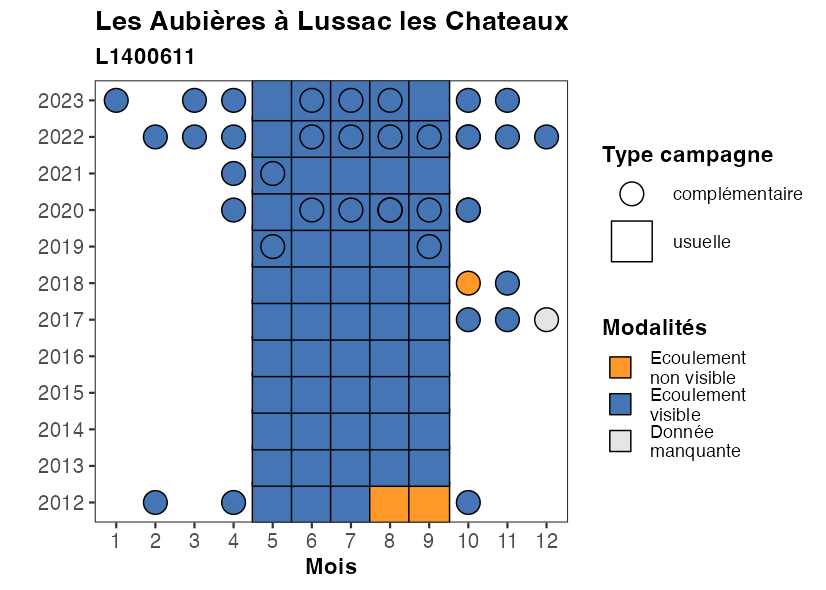 Les Aubières à Lussac les Chateaux
L1400611
2023
2022
2021
2020
2019
2018
2017
2016
2015
2014
2013
2012
1 2 3 4 5 6 7 8 9 10 11 12
Mois
Type campagne
complémentaire
usuelle
Modalités
Ecoulement
non visible
Ecoulement
visible
Donnée
manquante